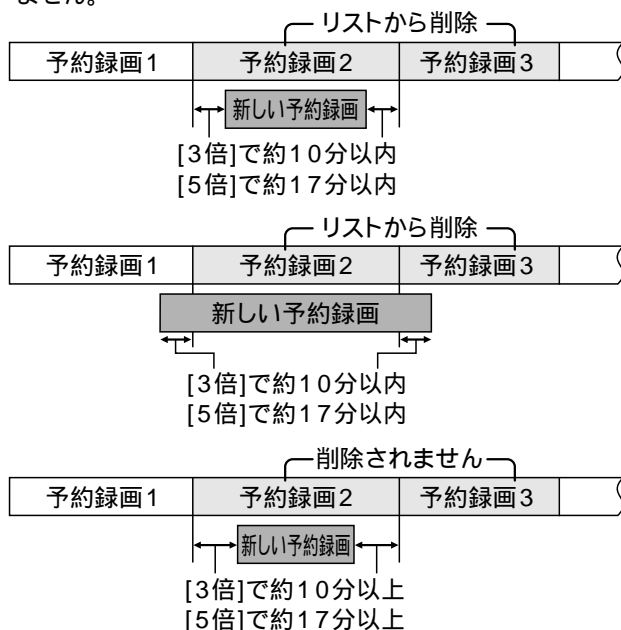 ません。
リストから削除
予約録画1 予約録画2 予約録画3
新しい予約録画
[3倍]で約10分以内
[5倍]で約17分以内
リストから削除
予約録画1 予約録画2 予約録画3
新しい予約録画
[3倍]で約10分以内
[5倍]で約17分以内
削除されません
予約録画1 予約録画2 予約録画3
新しい予約録画
[3倍]で約10分以上
[5倍]で約17分以上